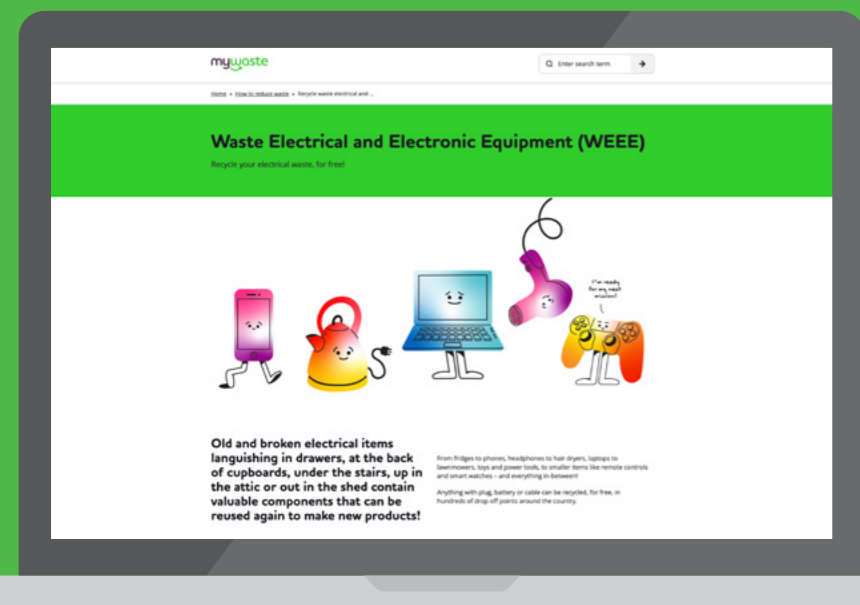 mywaste
Enter search term
Home • How to reduce waste • Recycle waste electrical and ...
Waste Electrical and Electronic Equipment (WEEE)
Recycle your electrical waste, for free!
I'm ready
for my next
mission!
Old and broken electrical items
languishing in drawers, at the back
of cupboards, under the stairs, up in
the attic or out in the shed contain
valuable components that can be
reused again to make new products!
From fridges to phones, headphones to hair dryers, laptops to
lawnmowers, toys and power tools, to smaller items like remote controls
and smart watches – and everything in-between!
Anything with plug, battery or cable can be recycled, for free, in
hundreds of drop off points around the country.